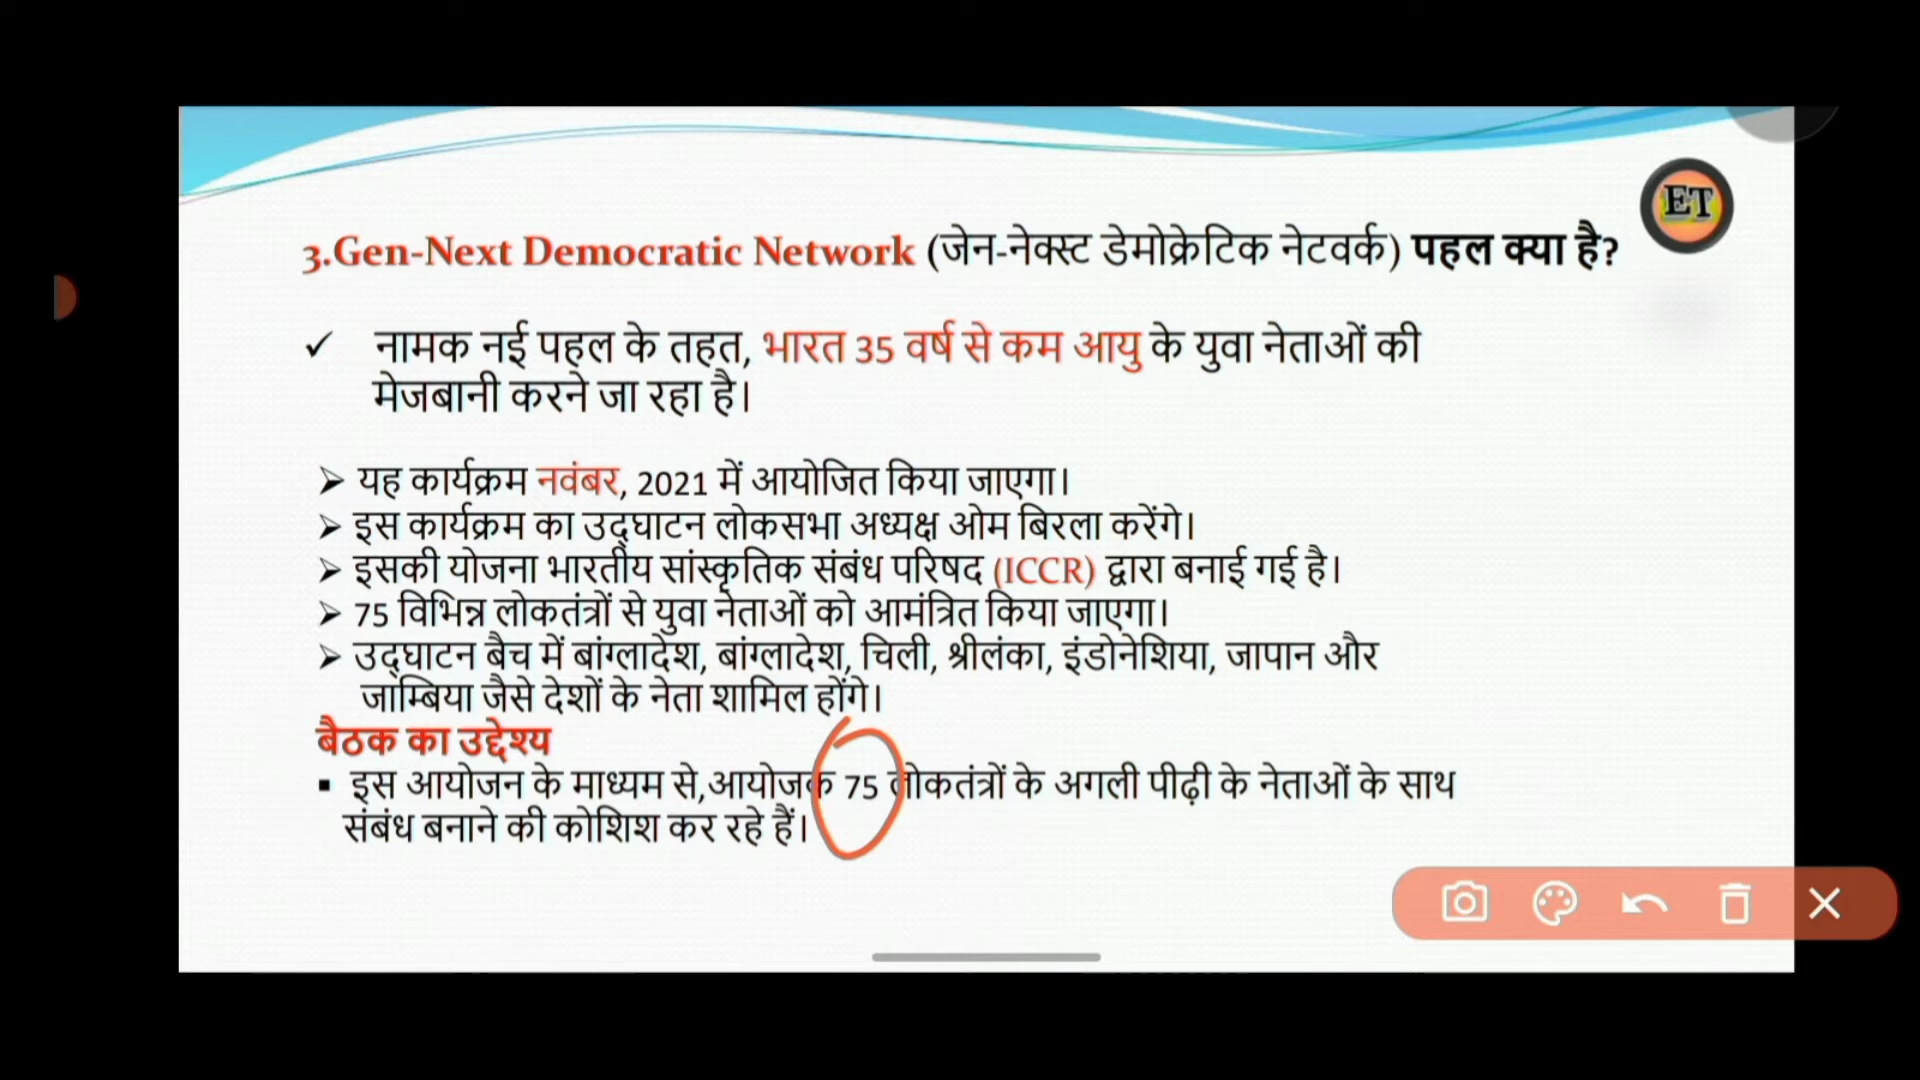 ET
3.Gen-Next Democratic Network (जेन-नेक्स्ट डेमोक्रेटिक नेटवर्क) पहल क्या है?
✓ नामक नई पहल के तहत, भारत 35 वर्ष से कम आयु के युवा नेताओं की
मेजबानी करने जा रहा है।
➢ यह कार्यक्रम नवंबर, 2021 में आयोजित किया जाएगा।
➢ इस कार्यक्रम का उद्घाटन लोकसभा अध्यक्ष ओम बिरला करेंगे।
➢ इसकी योजना भारतीय सांस्कृतिक संबंध परिषद (ICCR) द्वारा बनाई गई है।
➢ 75 विभिन्न लोकतंत्रों से युवा नेताओं को आमंत्रित किया जाएगा।
➢ उद्घाटन बैच में बांग्लादेश, बांग्लादेश, चिली, श्रीलंका, इंडोनेशिया, जापान और
जाम्बिया जैसे देशों के नेता शामिल होंगे।
बैठक का उद्देश्य
▪ इस आयोजन के माध्यम से,आयोजक 75 लोकतंत्रों के अगली पीढ़ी के नेताओं के साथ
संबंध बनाने की कोशिश कर रहे हैं।